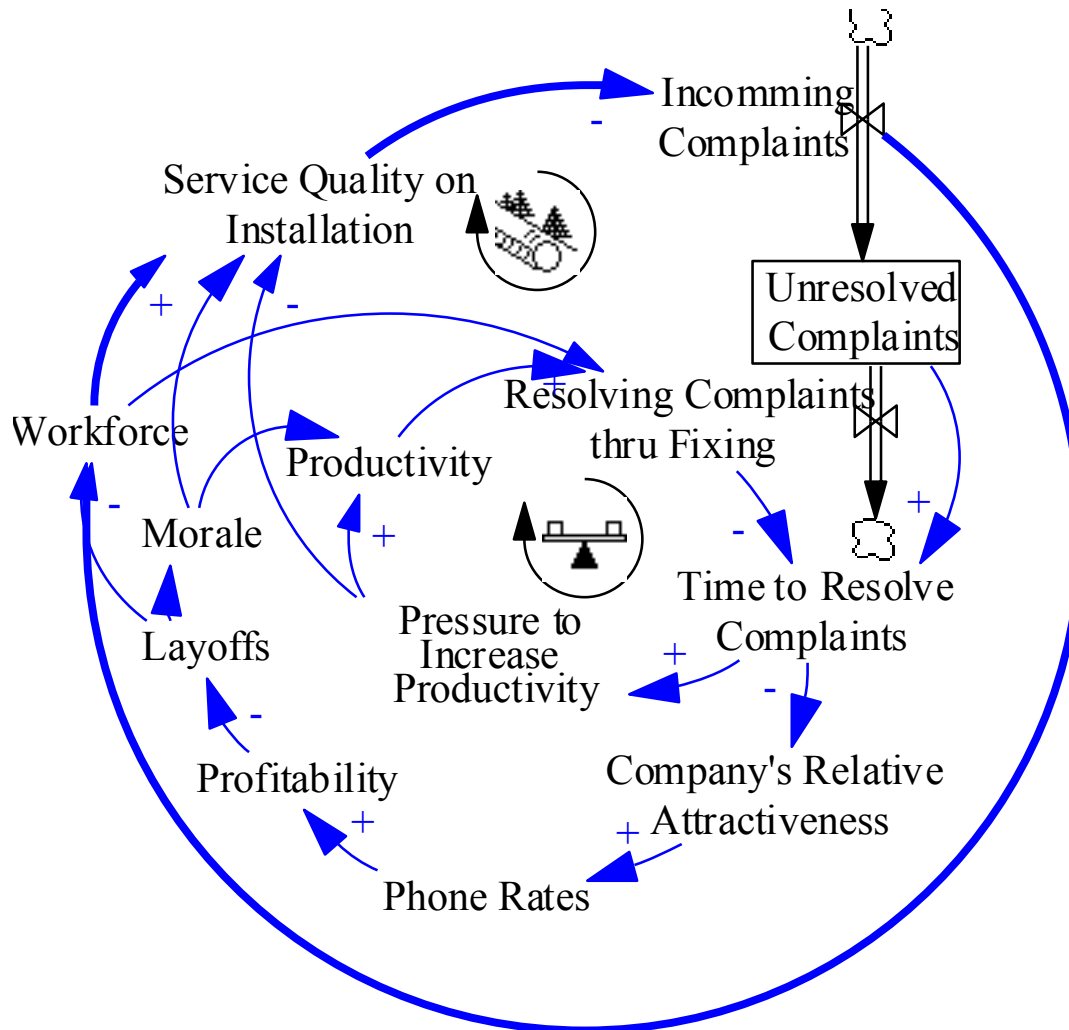 Incomming
Complaints
-
Service Quality on
Installation
+
-
Unresolved
Complaints
Workforce
+
Resolving Complaints
thru Fixing
Productivity
-
Morale
+
-
+
Time to Resolve
Complaints
Layoffs
Pressure to
Increase
Productivity
+
-
-
Profitability
Company's Relative
Attractiveness
+
+
Phone Rates